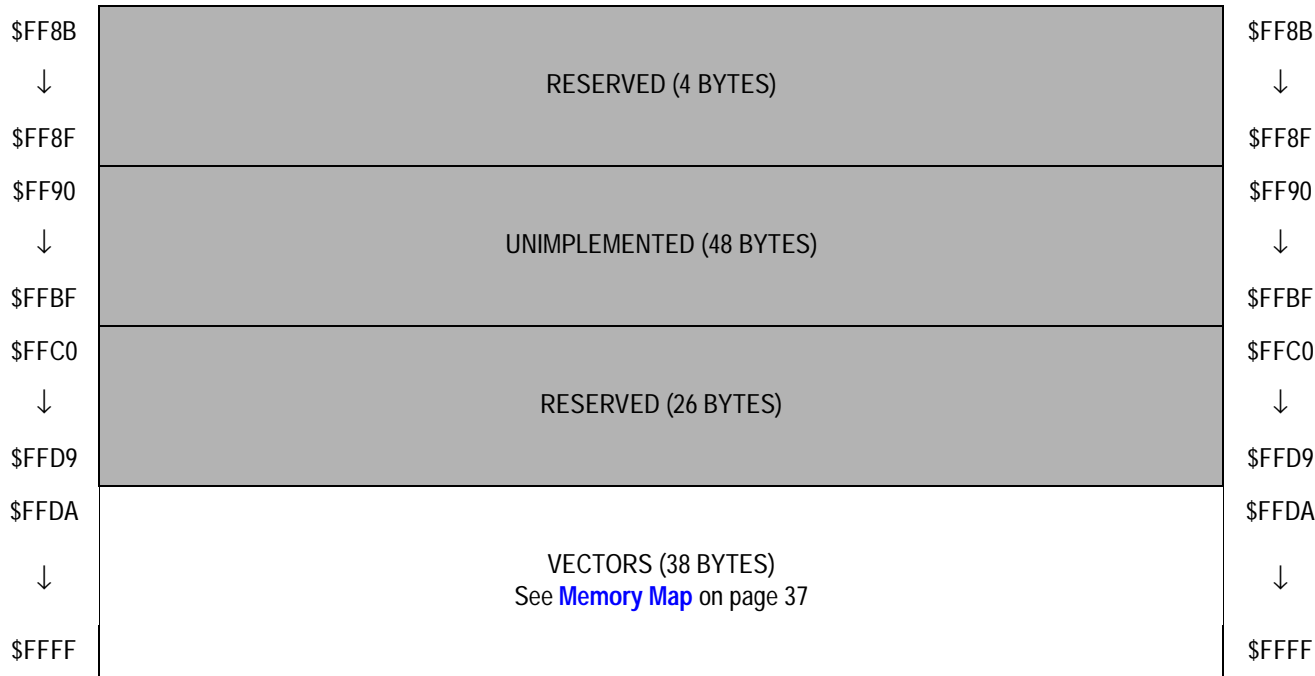 $FF8B $FF8B
↓ RESERVED (4 BYTES) ↓
$FF8F $FF8F
$FF90 $FF90
↓ UNIMPLEMENTED (48 BYTES) ↓
$FFBF $FFBF
$FFC0 $FFC0
↓ RESERVED (26 BYTES) ↓
$FFD9 $FFD9
$FFDA $FFDA
↓ VECTORS (38 BYTES) ↓
See Memory Map on page 37
$FFFF $FFFF